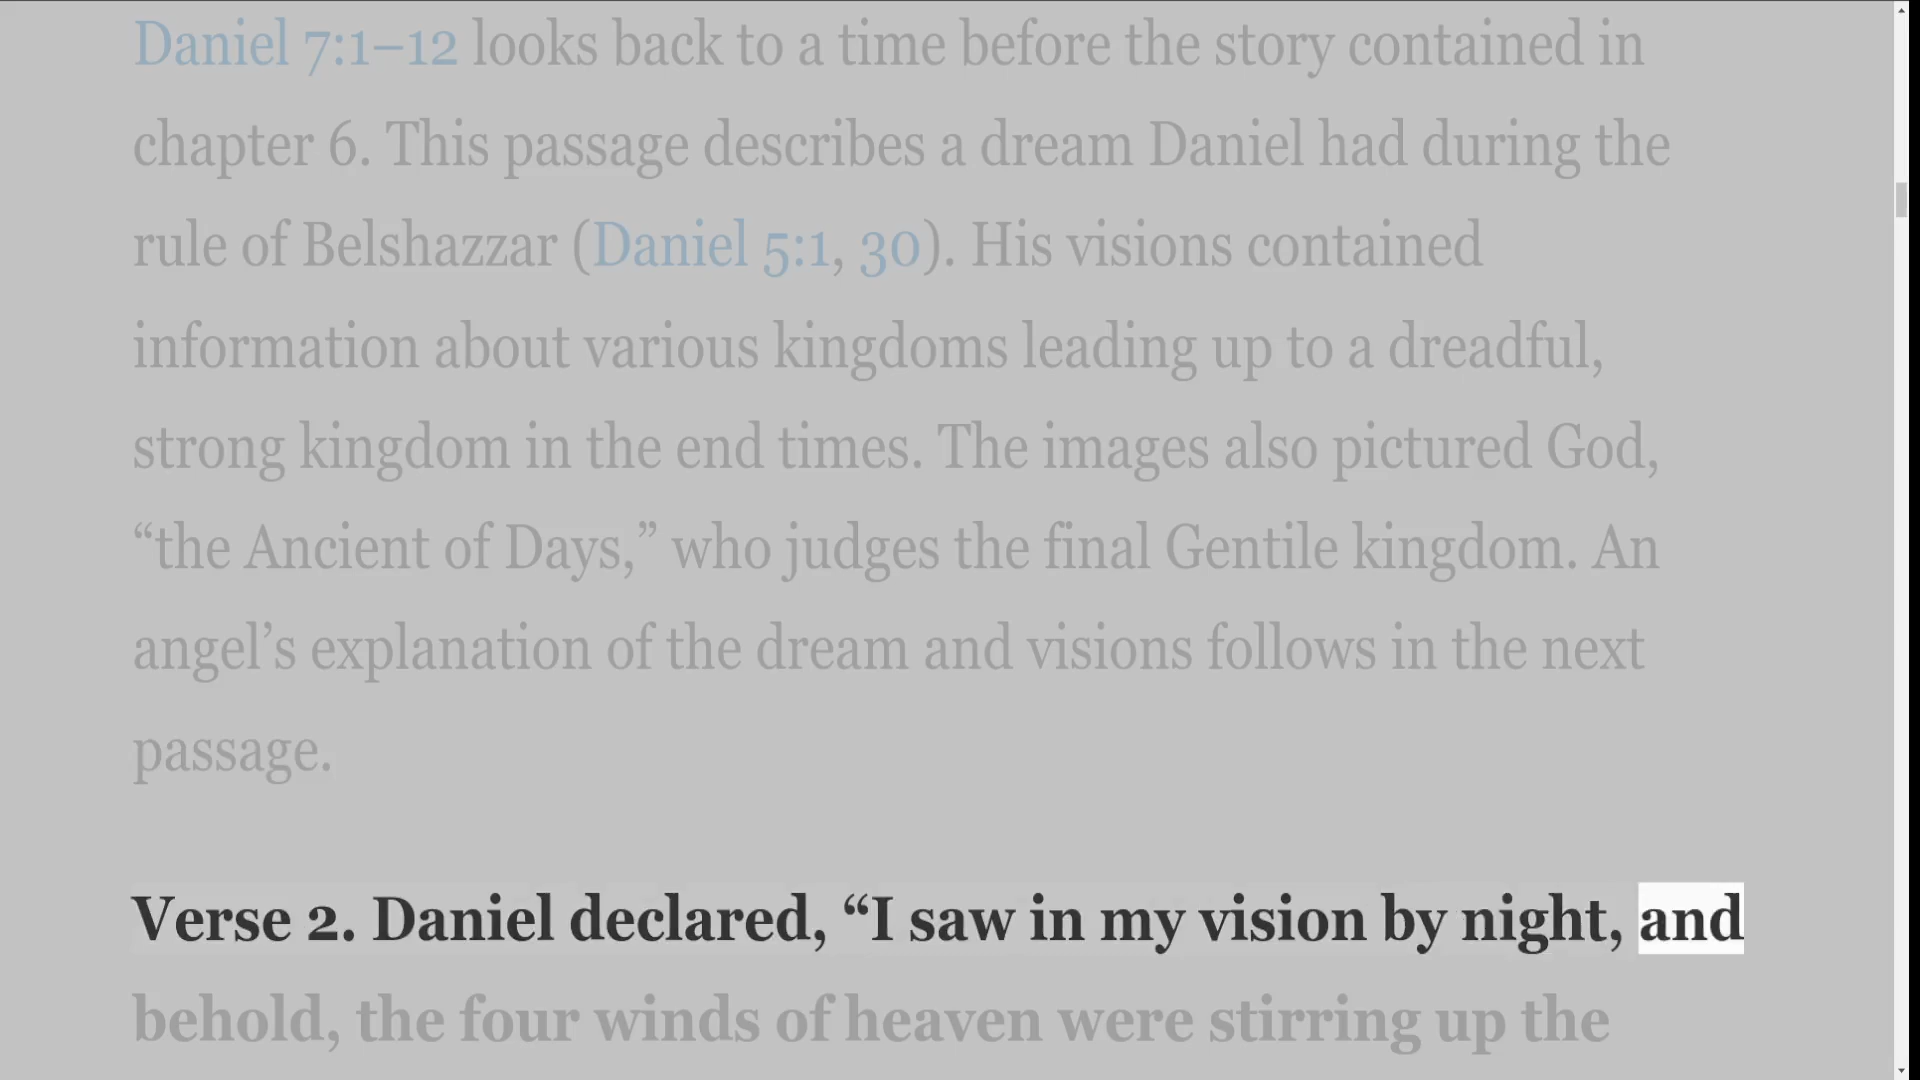 Daniel 7:1–12 looks back to a time before the story contained in
chapter 6. This passage describes a dream Daniel had during the
rule of Belshazzar (Daniel 5:1, 30). His visions contained
information about various kingdoms leading up to a dreadful,
strong kingdom in the end times. The images also pictured God,
“the Ancient of Days,” who judges the final Gentile kingdom. An
angel’s explanation of the dream and visions follows in the next
passage.
Verse 2. Daniel declared, “I saw in my vision by night, and
behold, the four winds of heaven were stirring up the